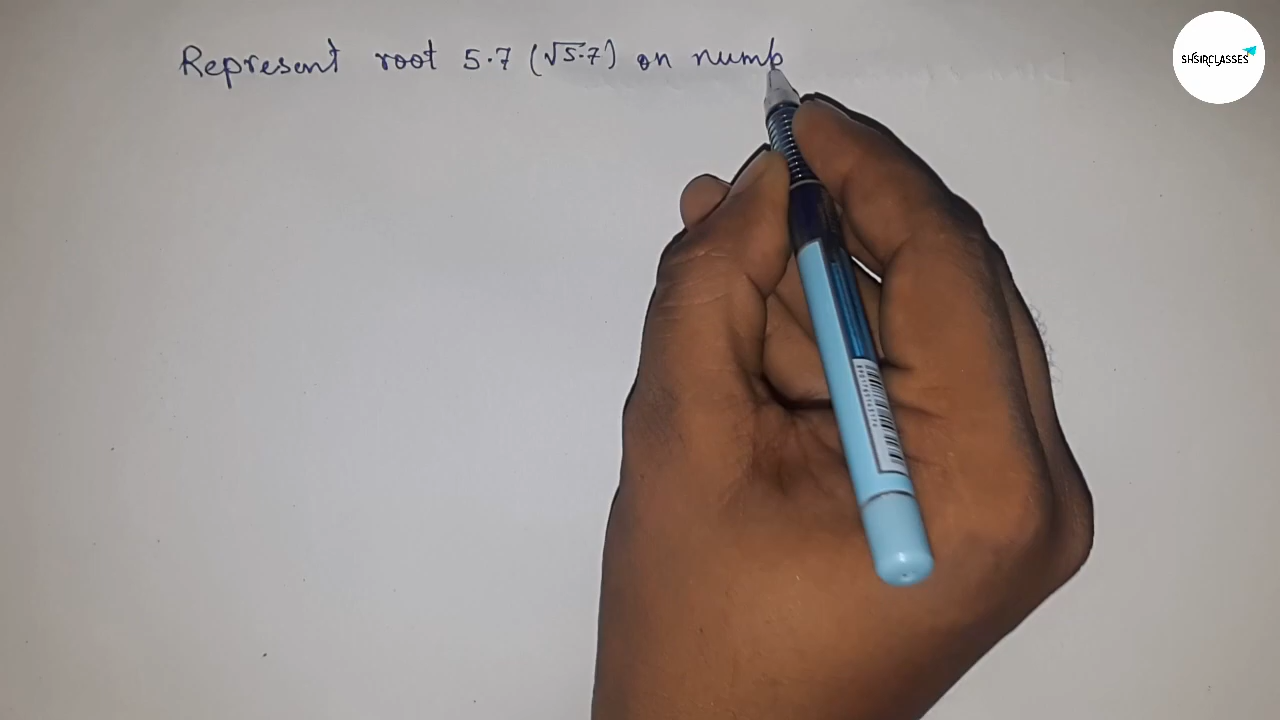 Represent root 5.7 (√5.7) on numb
SHSIRCLASSES